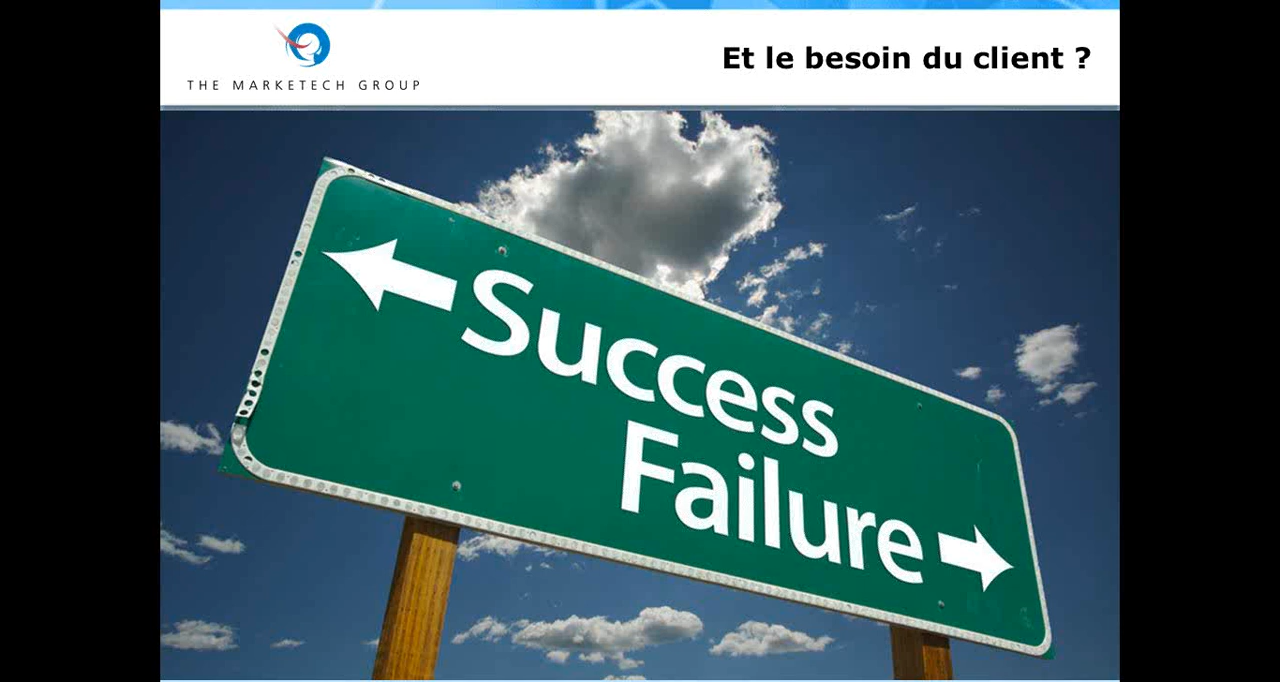 THE MARKETECH GROUP
Et le besoin du client ?
Success
Failure